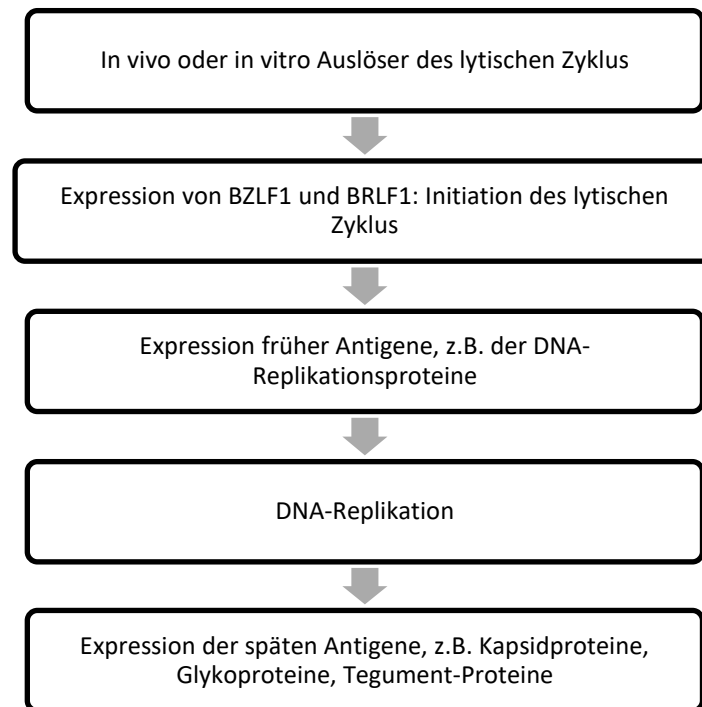 In vivo oder in vitro Auslöser des lytischen Zyklus
Expression von BZLF1 und BRLF1: Initiation des lytischen
Zyklus
Expression früher Antigene, z.B. der DNA-
Replikationsproteine
DNA-Replikation
Expression der späten Antigene, z.B. Kapsidproteine,
Glykoproteine, Tegument-Proteine